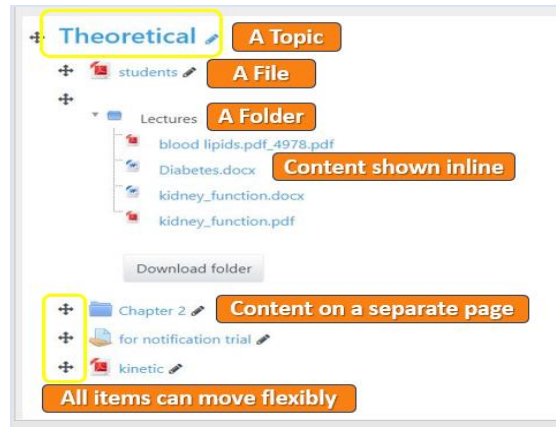 Theoretical A Topic
students A File
Lectures A Folder
blood lipids.pdf_4978.pdf
Diabetes.docx Content shown inline
kidney_function.docx
kidney_function.pdf
Download folder
Chapter 2 Content on a separate page
for notification trial
kinetic
All items can move flexibly